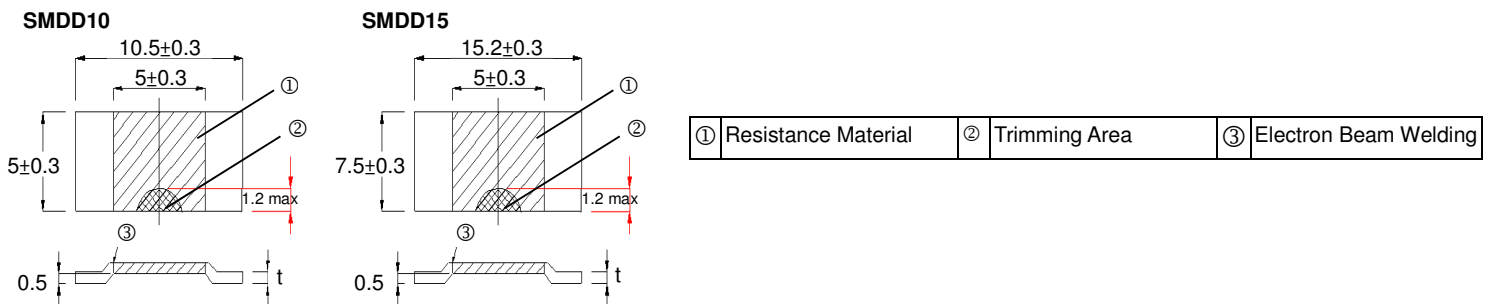 SMDD10
SMDD15
10.5±0.3
5±0.3
①
②
5±0.3
1.2 max
③
0.5
t
15.2±0.3
5±0.3
①
②
7.5±0.3
1.2 max
③
0.5
t
① Resistance Material ② Trimming Area ③ Electron Beam Welding